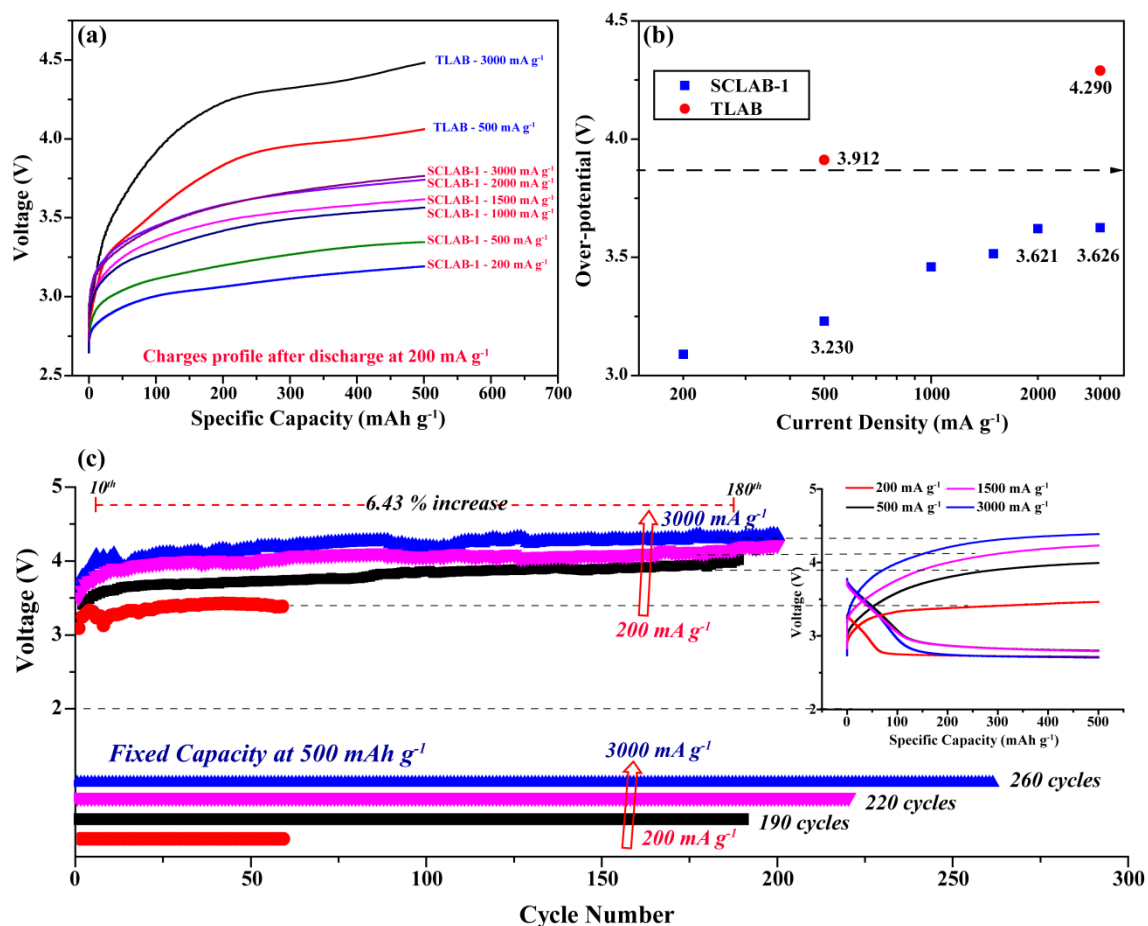 (a)
4.5
4.0
3.5
3.0
2.5
Voltage (V)
TLAB - 3000 mA g⁻¹
TLAB - 500 mA g⁻¹
SCLAB-1 - 3000 mA g⁻¹
SCLAB-1 - 2000 mA g⁻¹
SCLAB-1 - 1500 mA g⁻¹
SCLAB-1 - 1000 mA g⁻¹
SCLAB-1 - 500 mA g⁻¹
SCLAB-1 - 200 mA g⁻¹
Charges profile after discharge at 200 mA g⁻¹
0 100 200 300 400 500 600 700
Specific Capacity (mAh g⁻¹)
(b)
4.5
4.0
3.5
3.0
Over-potential (V)
SCLAB-1
TLAB
4.290
3.912
3.621
3.626
3.230
200 500 1000 2000 3000
Current Density (mA g⁻¹)
(c)
5
4
3
2
Voltage (V)
10th
6.43 % increase
180th
3000 mA g⁻¹
200 mA g⁻¹
Fixed Capacity at 500 mAh g⁻¹
3000 mA g⁻¹
260 cycles
220 cycles
190 cycles
200 mA g⁻¹
0 50 100 150 200 250 300
Cycle Number
200 mA g⁻¹
1500 mA g⁻¹
500 mA g⁻¹
3000 mA g⁻¹
5
4
3
2
Voltage (V)
0 100 200 300 400 500
Specific Capacity (mAh g⁻¹)